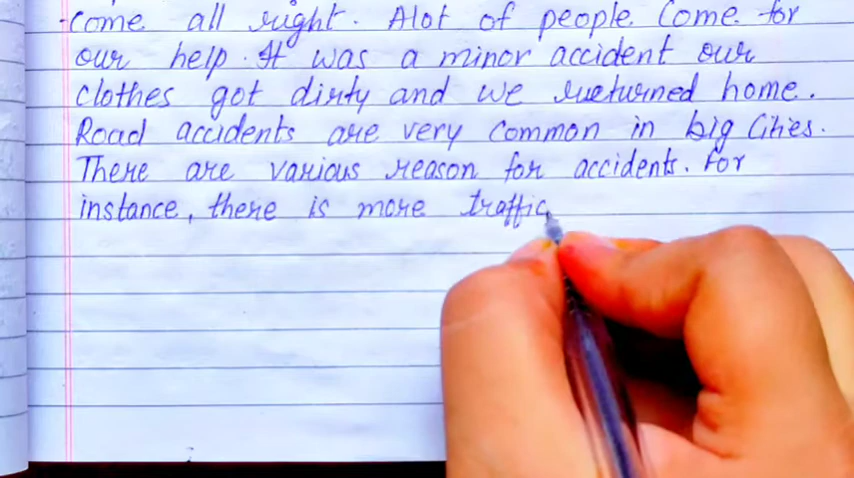 come all right. Alot of people come for
our help. It was a minor accident our
clothes got dirty and we rueturned home.
Road accidents are very common in big Cities.
There are various reason for accidents. For
instance, there is more traffic